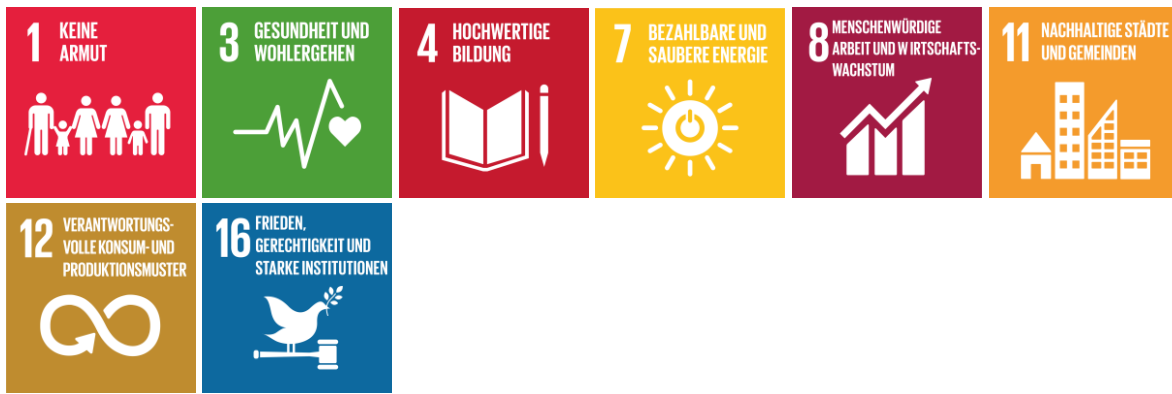 1 KEINE
ARMUT
3 GESUNDHEIT UND
WOHLERGEHEN
4 HOCHWERTIGE
BILDUNG
7 BEZAHLBARE UND
SAUBERE ENERGIE
8 MENSCHENWÜRDIGE
ARBEIT UND W IRTSCHAFTS-
WACHSTUM
11 NACHHALTIGE STÄDTE
UND GEMEINDEN
12 VERANTWORTUNGS-
VOLLE KONSUM- UND
PRODUKTIONSMUSTER
16 FRIEDEN,
GERECHTIGKEIT UND
STARKE INSTITUTIONEN